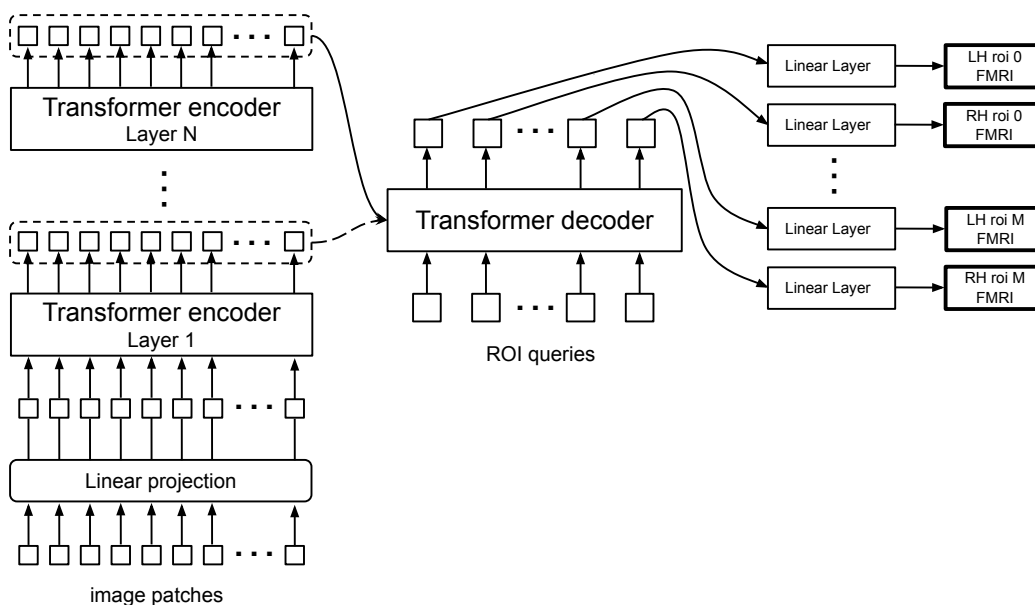 Transformer encoder
Layer N
Transformer encoder
Layer 1
Linear projection
image patches
Transformer decoder
ROI queries
Linear Layer
LH roi 0
FMRI
Linear Layer
RH roi 0
FMRI
Linear Layer
LH roi M
FMRI
Linear Layer
RH roi M
FMRI